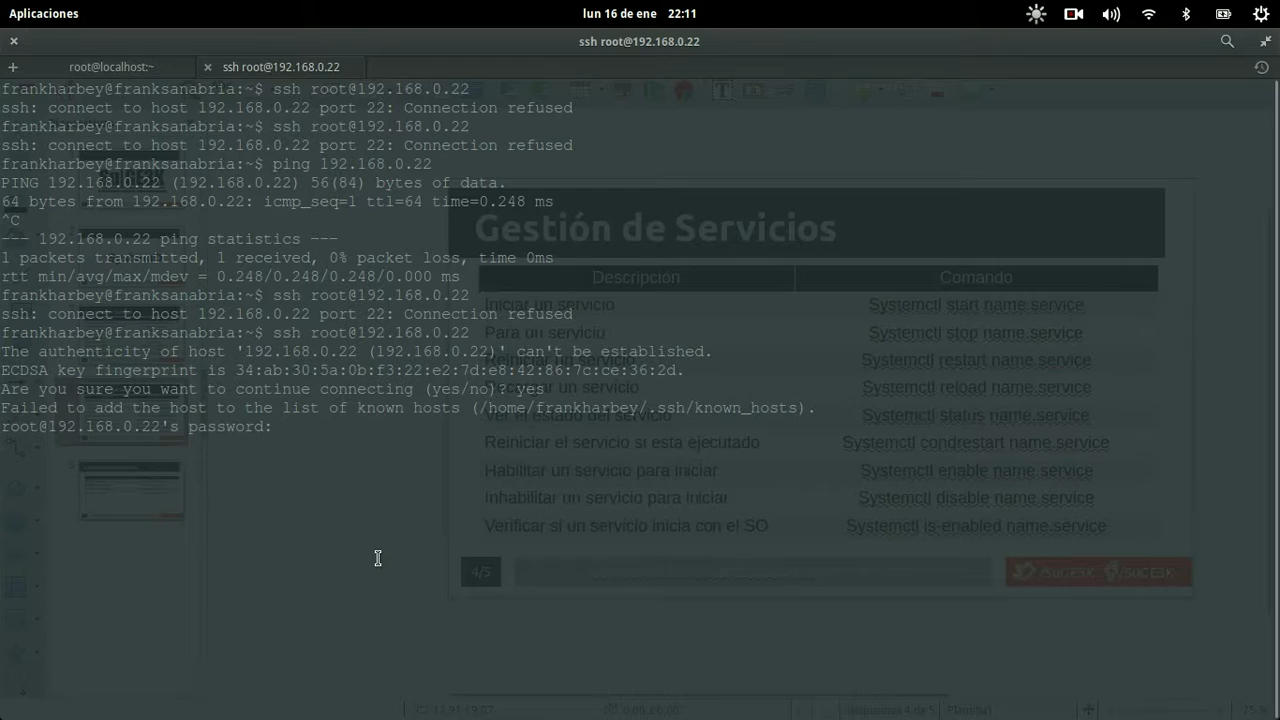 Aplicaciones
lun 16 de ene 22:11
ssh root@192.168.0.22
root@localhost:~
ssh root@192.168.0.22
frankharbey@franksanabria:~$ ssh root@192.168.0.22
ssh: connect to host 192.168.0.22 port 22: Connection refused
frankharbey@franksanabria:~$ ssh root@192.168.0.22
ssh: connect to host 192.168.0.22 port 22: Connection refused
frankharbey@franksanabria:~$ ping 192.168.0.22
PING 192.168.0.22 (192.168.0.22) 56(84) bytes of data.
64 bytes from 192.168.0.22: icmp_seq=1 ttl=64 time=0.248 ms
^C
--- 192.168.0.22 ping statistics ---
1 packets transmitted, 1 received, 0% packet loss, time 0ms
rtt min/avg/max/mdev = 0.248/0.248/0.248/0.000 ms
frankharbey@franksanabria:~$ ssh root@192.168.0.22
ssh: connect to host 192.168.0.22 port 22: Connection refused
frankharbey@franksanabria:~$ ssh root@192.168.0.22
The authenticity of host '192.168.0.22 (192.168.0.22)' can't be established.
ECDSA key fingerprint is 34:ab:30:5a:0b:f3:22:e2:7d:e8:42:86:7c:ce:36:2d.
Are you sure you want to continue connecting (yes/no)? yes
Failed to add the host to the list of known hosts (/home/frankharbey/.ssh/known_hosts).
root@192.168.0.22's password:
Gestión de Servicios
Descripción Comando
Iniciar un servicio Systemctl start name.service
Para un servicio Systemctl stop name.service
Reiniciar un servicio Systemctl restart name.service
Recargar un servicio Systemctl reload name.service
Ver el estado del servicio Systemctl status name.service
Reiniciar el servicio si esta ejecutado Systemctl condrestart name.service
Habilitar un servicio para iniciar Systemctl enable name.service
Inhabilitar un servicio para iniciar Systemctl disable name.service
Verificar si un servicio inicia con el SO Systemctl is-enabled name.service
4/5
/SUGESK /SUGESK